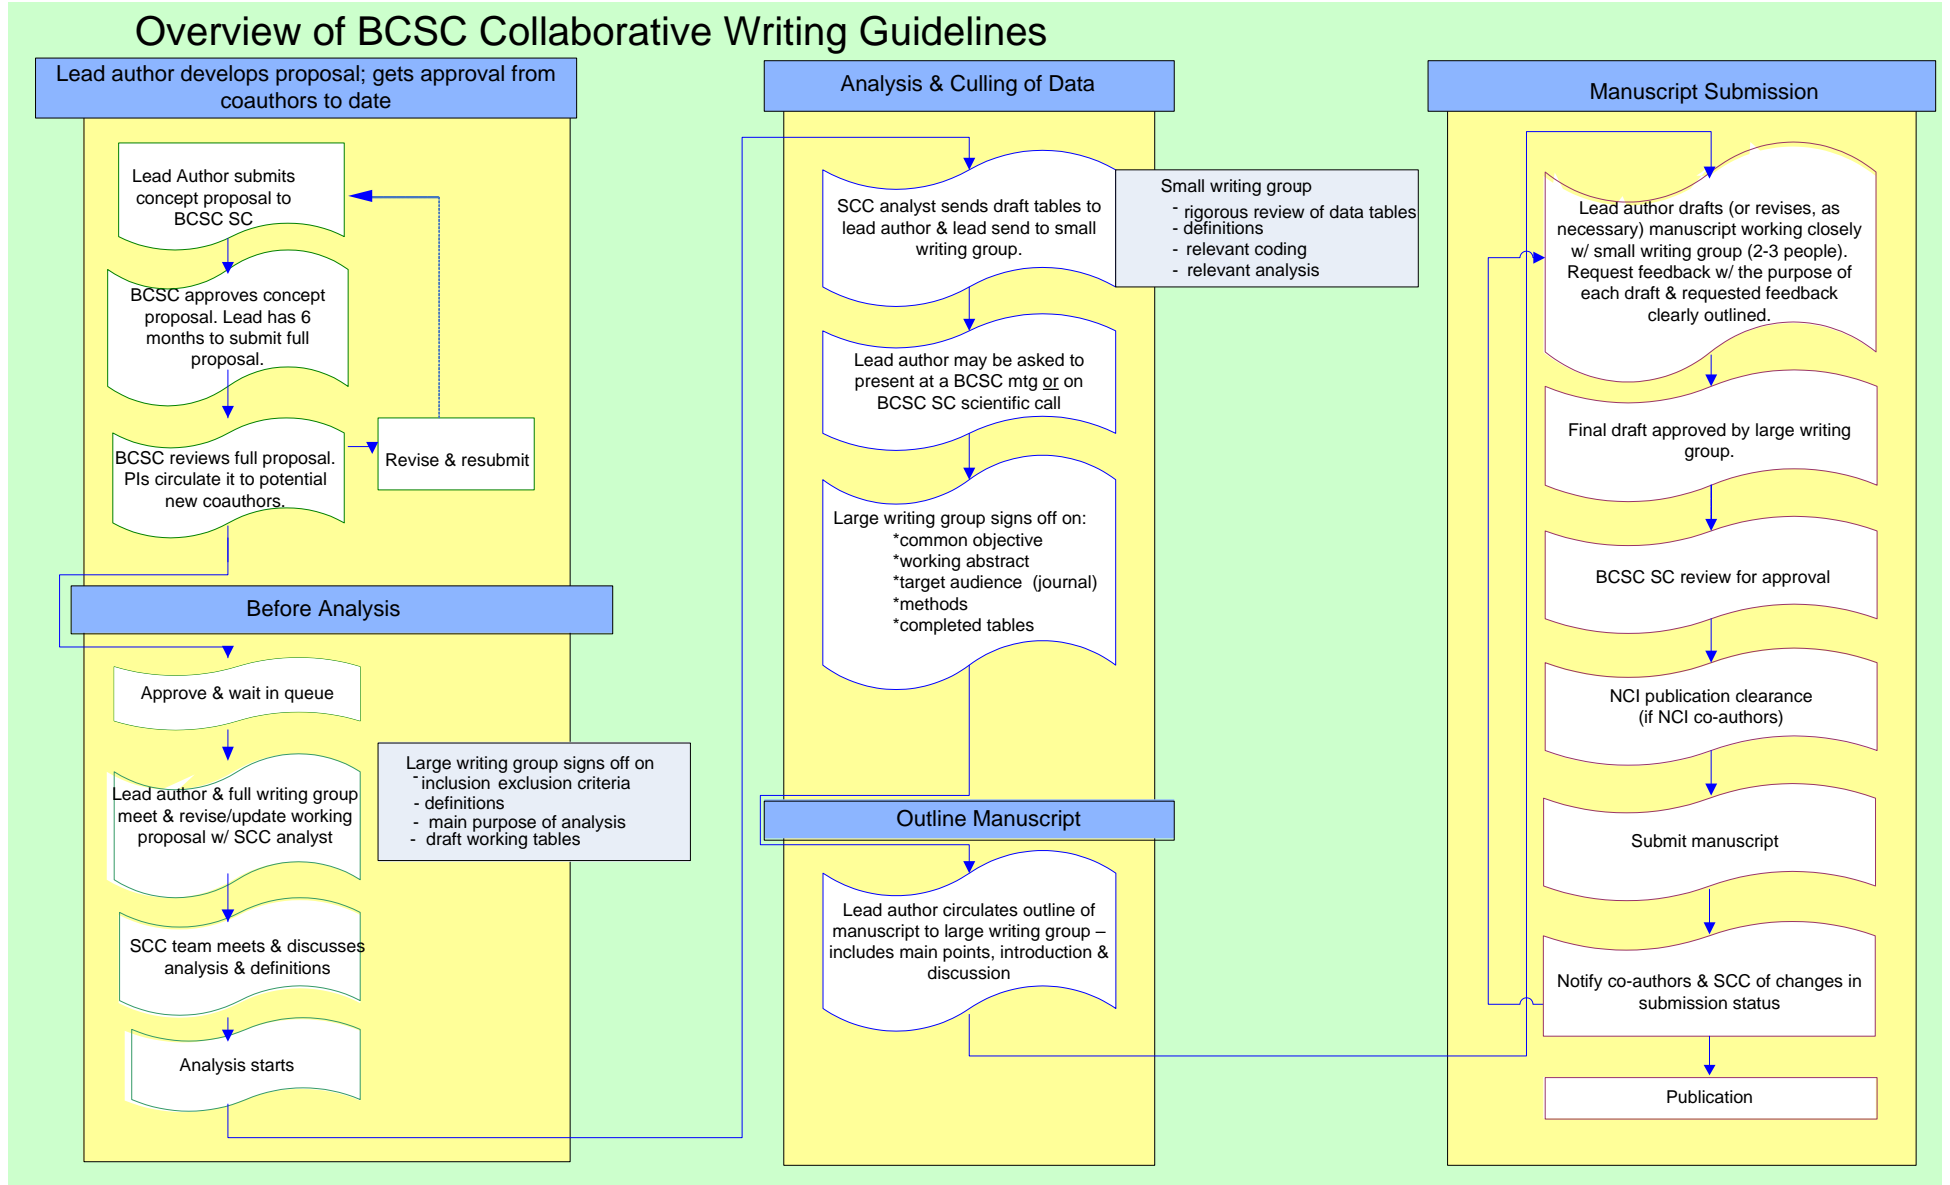 Overview of BCSC Collaborative Writing Guidelines
Lead author develops proposal; gets approval from
coauthors to date
Lead Author submits
concept proposal to
BCSC SC
BCSC approves concept
proposal. Lead has 6
months to submit full
proposal.
BCSC reviews full proposal.
PIs circulate it to potential
new coauthors.
Revise & resubmit
Before Analysis
Approve & wait in queue
Lead author & full writing group
meet & revise/update working
proposal w/ SCC analyst
Large writing group signs off on
- inclusion exclusion criteria
- definitions
- main purpose of analysis
- draft working tables
SCC team meets & discusses
analysis & definitions
Analysis starts
Analysis & Culling of Data
SCC analyst sends draft tables to
lead author & lead send to small
writing group.
Small writing group
- rigorous review of data tables
- definitions
- relevant coding
- relevant analysis
Lead author may be asked to
present at a BCSC mtg or on
BCSC SC scientific call
Large writing group signs off on:
*common objective
*working abstract
*target audience (journal)
*methods
*completed tables
Outline Manuscript
Lead author circulates outline of
manuscript to large writing group –
includes main points, introduction &
discussion
Manuscript Submission
Lead author drafts (or revises, as
necessary) manuscript working closely
w/ small writing group (2-3 people).
Request feedback w/ the purpose of
each draft & requested feedback
clearly outlined.
Final draft approved by large writing
group.
BCSC SC review for approval
NCI publication clearance
(if NCI co-authors)
Submit manuscript
Notify co-authors & SCC of changes in
submission status
Publication